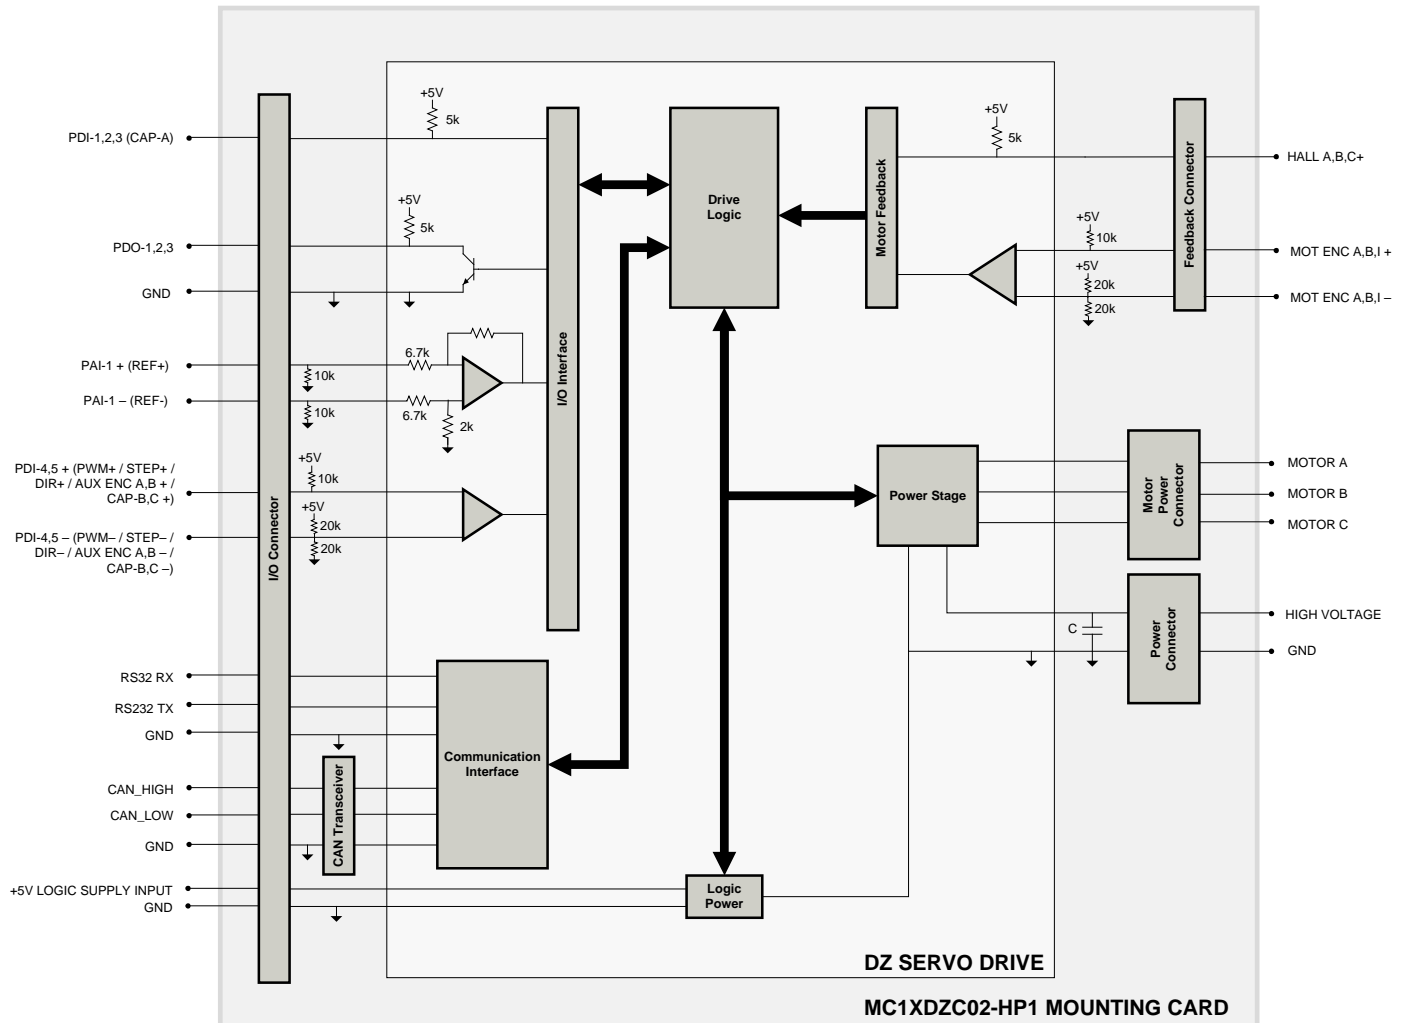 PDI-1,2,3 (CAP-A)
PDO-1,2,3
GND
PAI-1 + (REF+)
PAI-1 – (REF-)
PDI-4,5 + (PWM+ / STEP+ /
DIR+ / AUX ENC A,B + /
CAP-B,C +)
PDI-4,5 – (PWM– / STEP– /
DIR– / AUX ENC A,B – /
CAP-B,C –)
RS32 RX
RS232 TX
GND
CAN_HIGH
CAN_LOW
GND
+5V LOGIC SUPPLY INPUT
GND
I/O Connector
+5V
5k
+5V
5k
10k
10k
6.7k
6.7k
2k
+5V
10k
+5V
20k
20k
I/O Interface
CAN Transceiver
Communication
Interface
Drive
Logic
Logic
Power
Motor Feedback
+5V
5k
+5V
10k
+5V
20k
20k
Feedback Connector
HALL A,B,C+
MOT ENC A,B,I +
MOT ENC A,B,I –
Power Stage
Motor
Power
Connector
MOTOR A
MOTOR B
MOTOR C
C
Power
Connector
HIGH VOLTAGE
GND
DZ SERVO DRIVE
MC1XDZC02-HP1 MOUNTING CARD